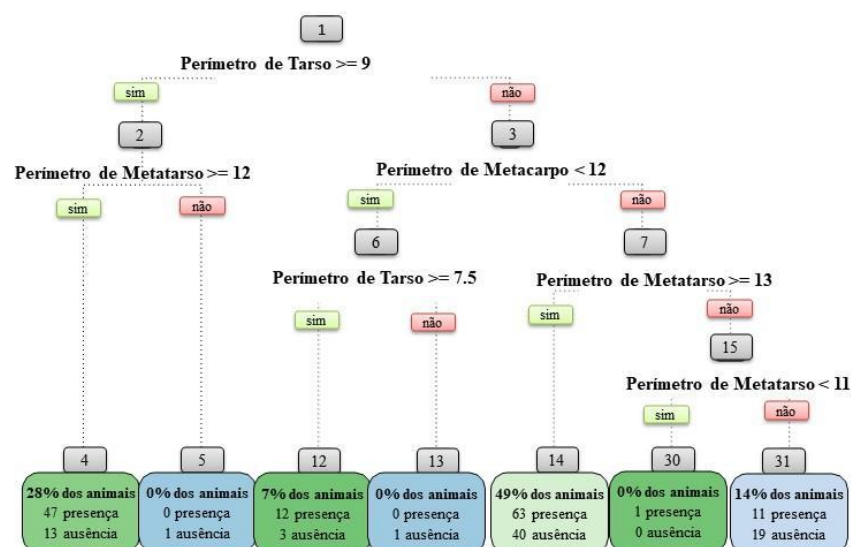 1
Perímetro de Tarso >= 9
sim
não
2
3
Perímetro de Metatarso >= 12
Perímetro de Metacarpo < 12
sim
não
sim
não
6
7
Perímetro de Tarso >= 7.5
Perímetro de Metatarso >= 13
sim
não
sim
não
15
Perímetro de Metatarso < 11
sim
não
4
28% dos animais
47 presença
13 ausência
5
0% dos animais
0 presença
1 ausência
12
7% dos animais
12 presença
3 ausência
13
0% dos animais
0 presença
1 ausência
14
49% dos animais
63 presença
40 ausência
30
0% dos animais
1 presença
0 ausência
31
14% dos animais
11 presença
19 ausência